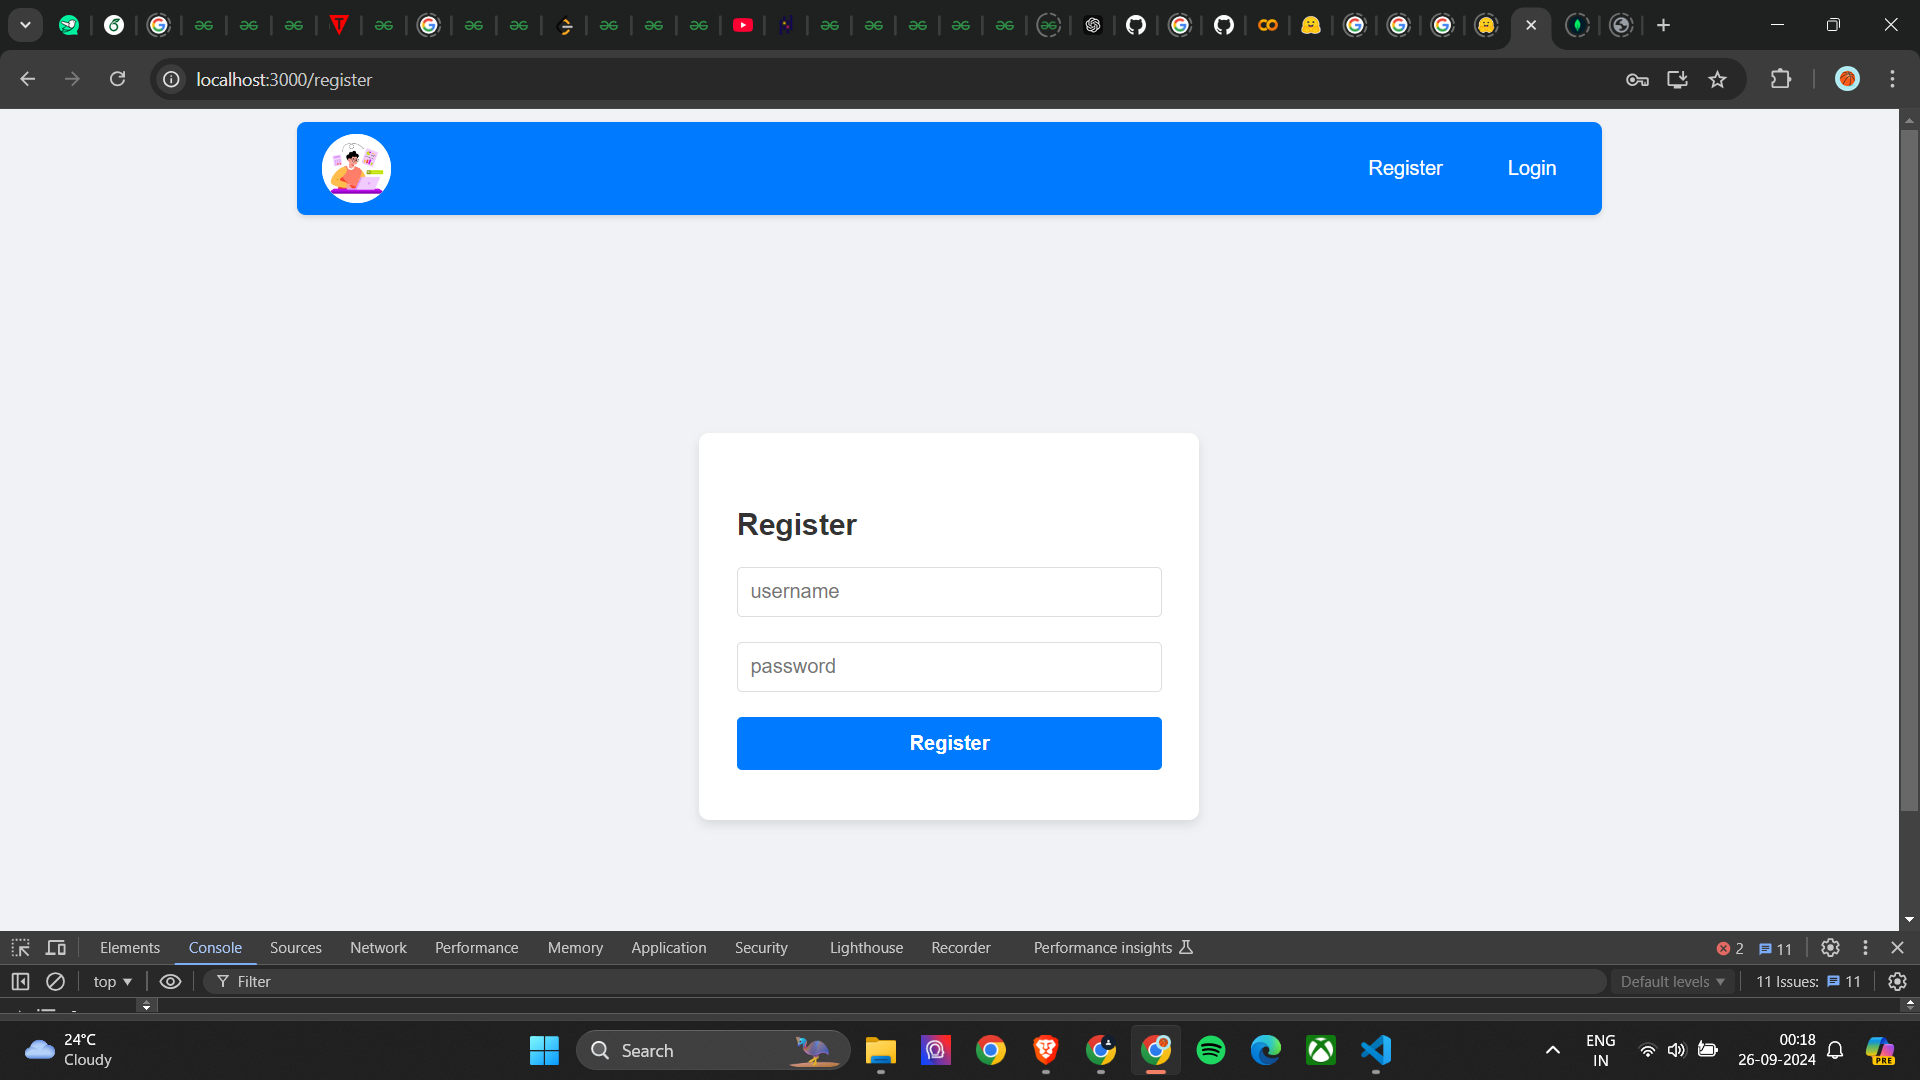 localhost:3000/register
Register
Login
Register
username
password
Register
Elements
Console
Sources
Network
Performance
Memory
Application
Security
Lighthouse
Recorder
Performance insights
2
11
top
Filter
Default levels
11 Issues:
11
24°C
Cloudy
Search
ENG
IN
00:18
26-09-2024
PRE